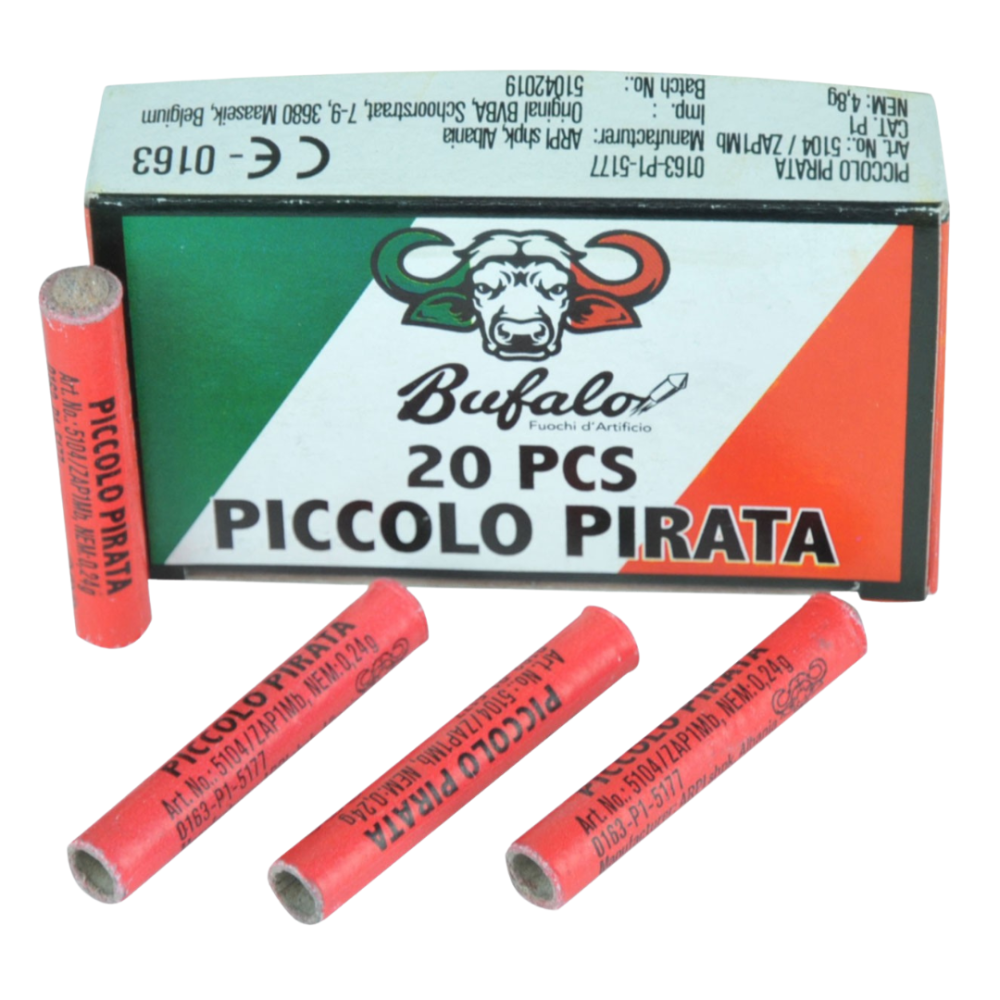 PICCOLO PIRATA
Art. No.: 5104 / ZAP1Mb
CAT. P1
NEM: 4,8g
0163-P1-5177
Manufacturer: ARPI shpk, Albania
Imp. : Original BVBA, Schoorstraat, 7-9, 3680 Maaseik, Belgium
Batch No.: 51042019
CE - 0163
Bufalo
Fuochi d'Artificio
20 PCS
PICCOLO PIRATA
PICCOLO PIRATA
Art. No.: 5104/ZAP1Mb, NEM:0,24g
PICCOLO PIRATA
Art. No.: 5104/ZAP1Mb, NEM:0,24g
0163-P1-5177
PICCOLO PIRATA
Art. No.: 5104/ZAP1Mb, NEM:0,24g
PICCOLO PIRATA
Art. No.: 5104/ZAP1Mb, NEM:0,24g
0163-P1-5177
Manufacturer: ARPI shpk, Albania